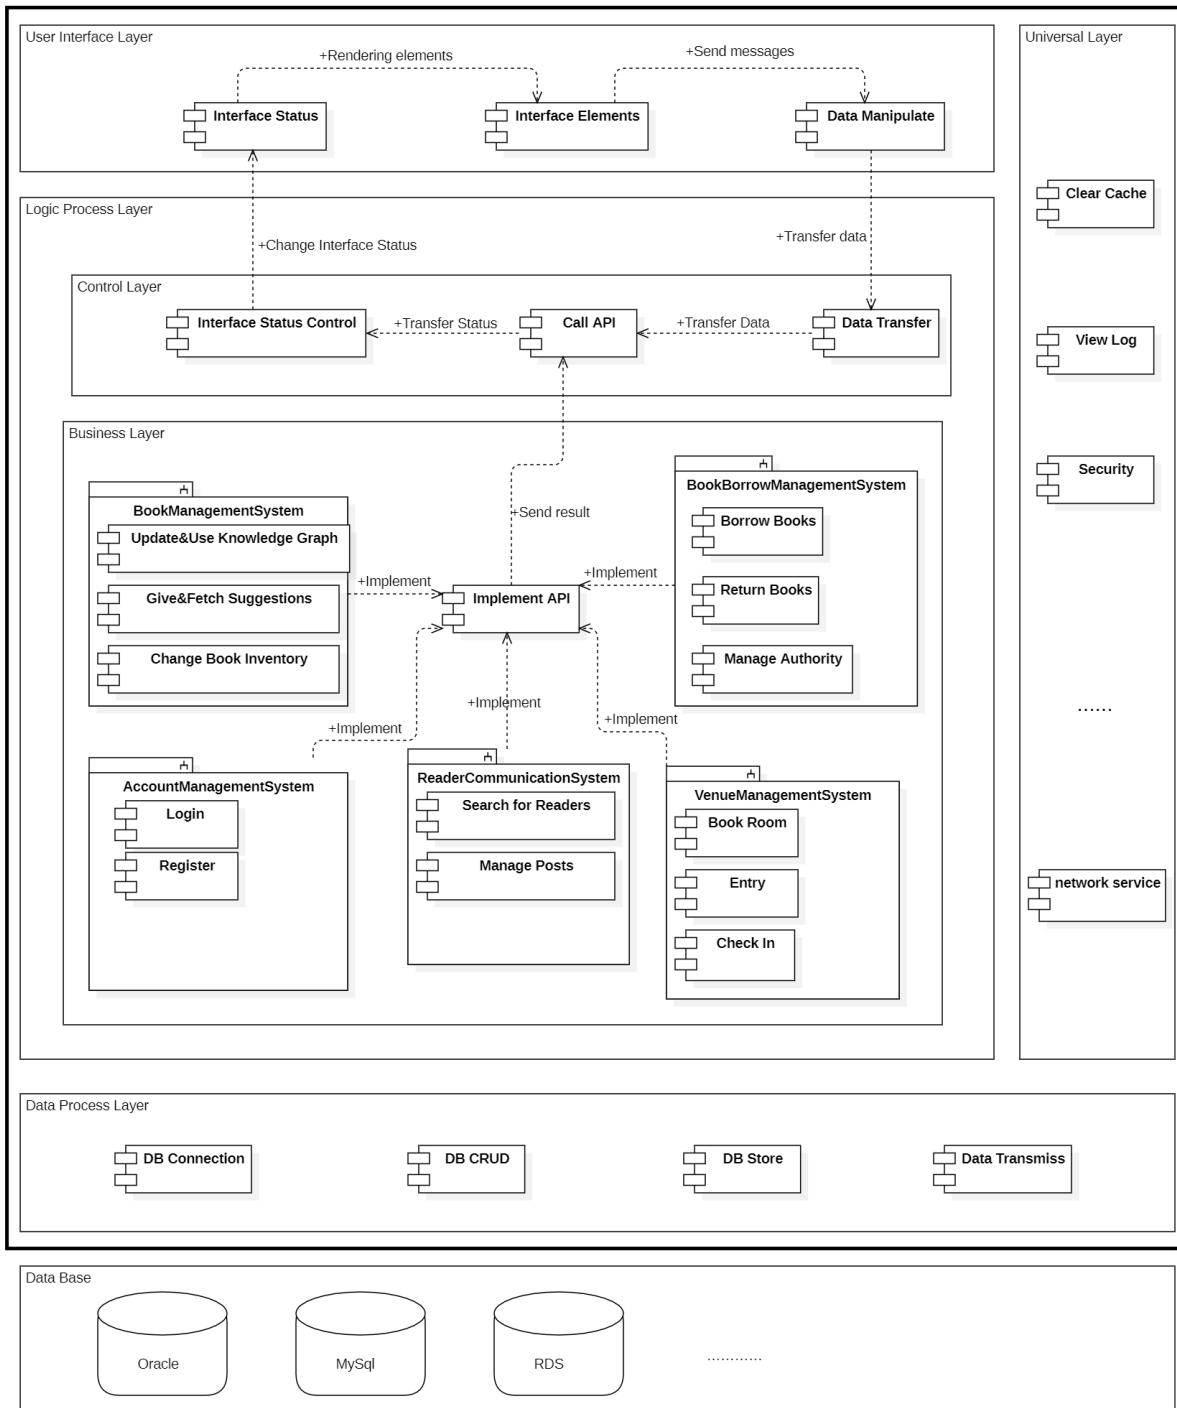 User Interface Layer
+Rendering elements
+Send messages
Interface Status
Interface Elements
Data Manipulate
Universal Layer
Clear Cache
View Log
Security
......
network service
Logic Process Layer
+Change Interface Status
+Transfer data
Control Layer
Interface Status Control
+Transfer Status
Call API
+Transfer Data
Data Transfer
Business Layer
+Send result
BookManagementSystem
Update&Use Knowledge Graph
Give&Fetch Suggestions
Change Book Inventory
+Implement
Implement API
+Implement
BookBorrowManagementSystem
Borrow Books
Return Books
Manage Authority
+Implement
+Implement
+Implement
AccountManagementSystem
Login
Register
ReaderCommunicationSystem
Search for Readers
Manage Posts
VenueManagementSystem
Book Room
Entry
Check In
Data Process Layer
DB Connection
DB CRUD
DB Store
Data Transmiss
Data Base
Oracle
MySql
RDS
............